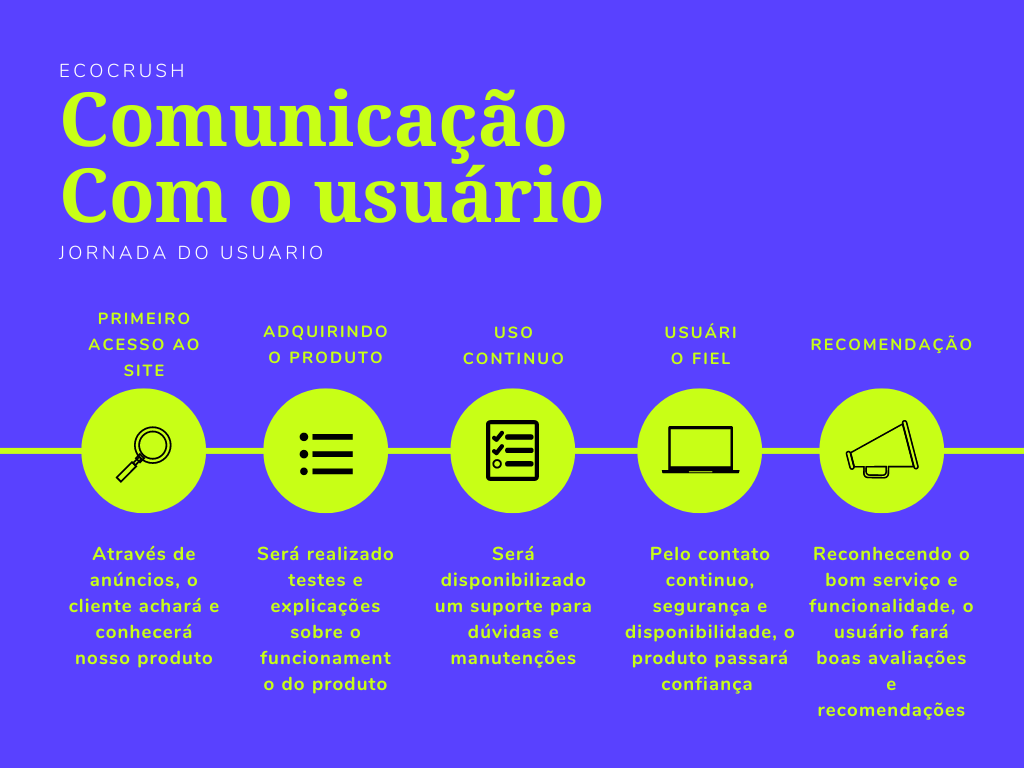 ECOCRUSH
Comunicação
Com o usuário
JORNADA DO USUARIO
PRIMEIRO
ACESSO AO
SITE
ADQUIRINDO
O PRODUTO
USO
CONTINUO
USUÁRI
O FIEL
RECOMENDAÇÃO
Através de
anúncios, o
cliente achará e
conhecerá
nosso produto
Será realizado
testes e
explicações
sobre o
funcionament
o do produto
Será
disponibilizado
um suporte para
dúvidas e
manutenções
Pelo contato
continuo,
segurança e
disponibilidade, o
produto passará
confiança
Reconhecendo o
bom serviço e
funcionalidade, o
usuário fará
boas avaliações
e
recomendações